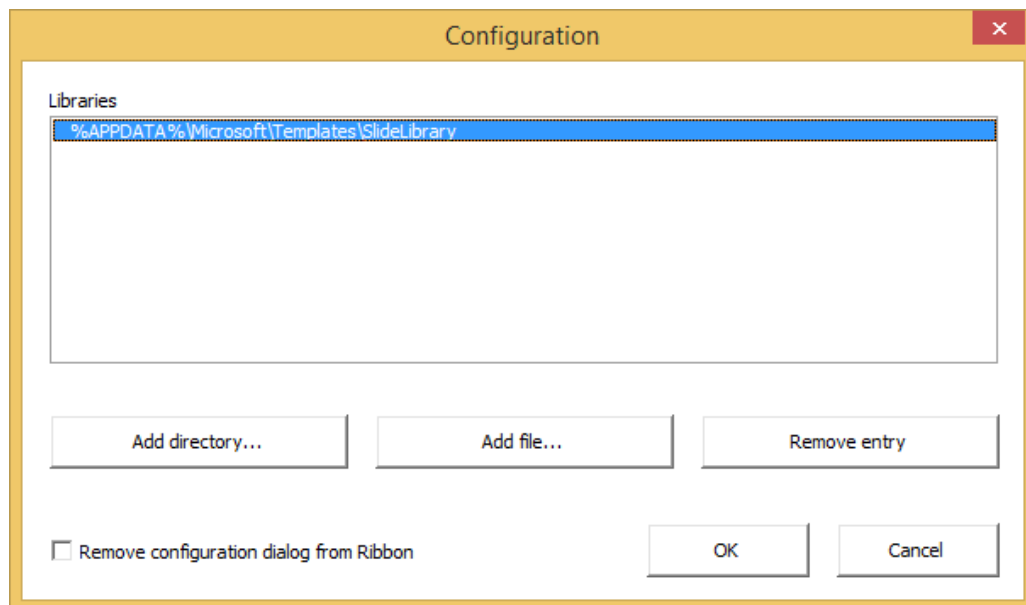 Configuration
Libraries
%APPDATA%\Microsoft\Templates\SlideLibrary
Add directory...
Add file...
Remove entry
Remove configuration dialog from Ribbon
OK
Cancel